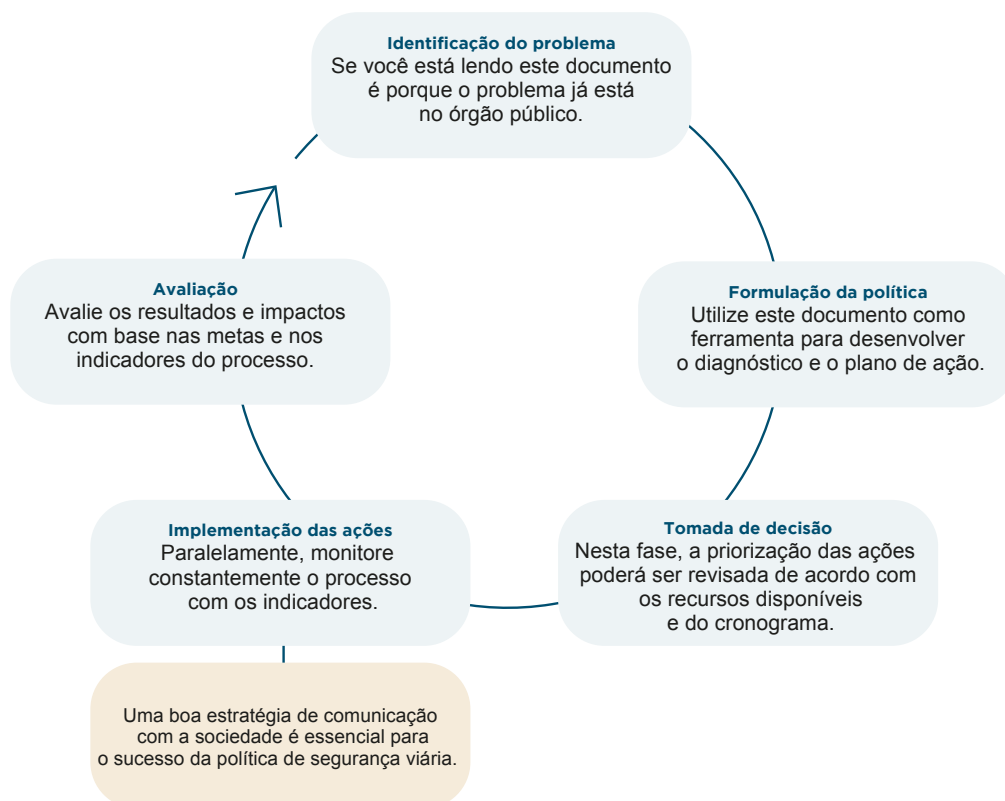 Identificação do problema
Se você está lendo este documento
é porque o problema já está
no órgão público.
Formulação da política
Utilize este documento como
ferramenta para desenvolver
o diagnóstico e o plano de ação.
Tomada de decisão
Nesta fase, a priorização das ações
poderá ser revisada de acordo com
os recursos disponíveis
e do cronograma.
Implementação das ações
Paralelamente, monitore
constantemente o processo
com os indicadores.
Uma boa estratégia de comunicação
com a sociedade é essencial para
o sucesso da política de segurança viária.
Avaliação
Avalie os resultados e impactos
com base nas metas e nos
indicadores do processo.